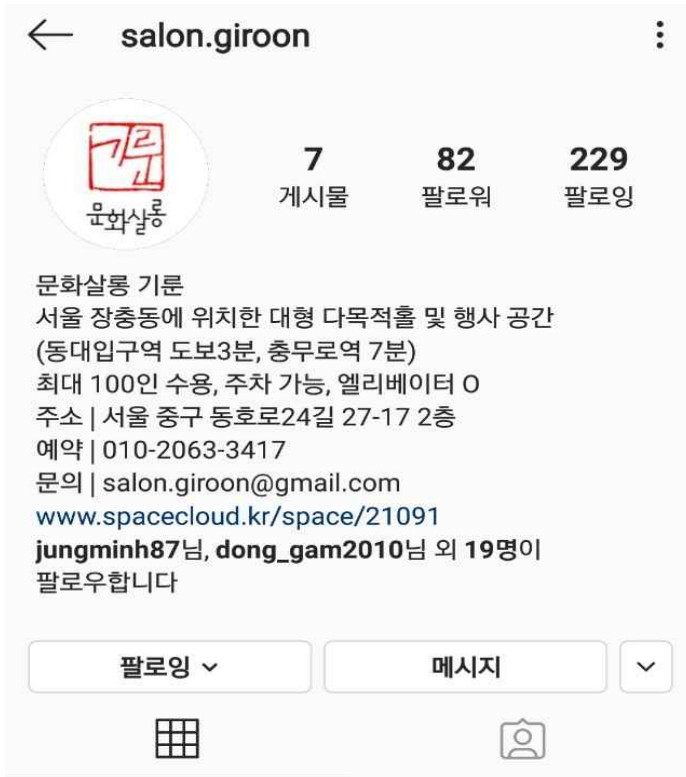 salon.giroon
기룬
문화살롱
7
게시물
82
팔로워
229
팔로잉
문화살롱 기룬
서울 장충동에 위치한 대형 다목적홀 및 행사 공간
(동대입구역 도보3분, 충무로역 7분)
최대 100인 수용, 주차 가능, 엘리베이터 O
주소 | 서울 중구 동호로24길 27-17 2층
예약 | 010-2063-3417
문의 | salon.giroon@gmail.com
www.spacecloud.kr/space/21091
jungminh87님, dong_gam2010님 외 19명이
팔로우합니다
팔로잉
메시지